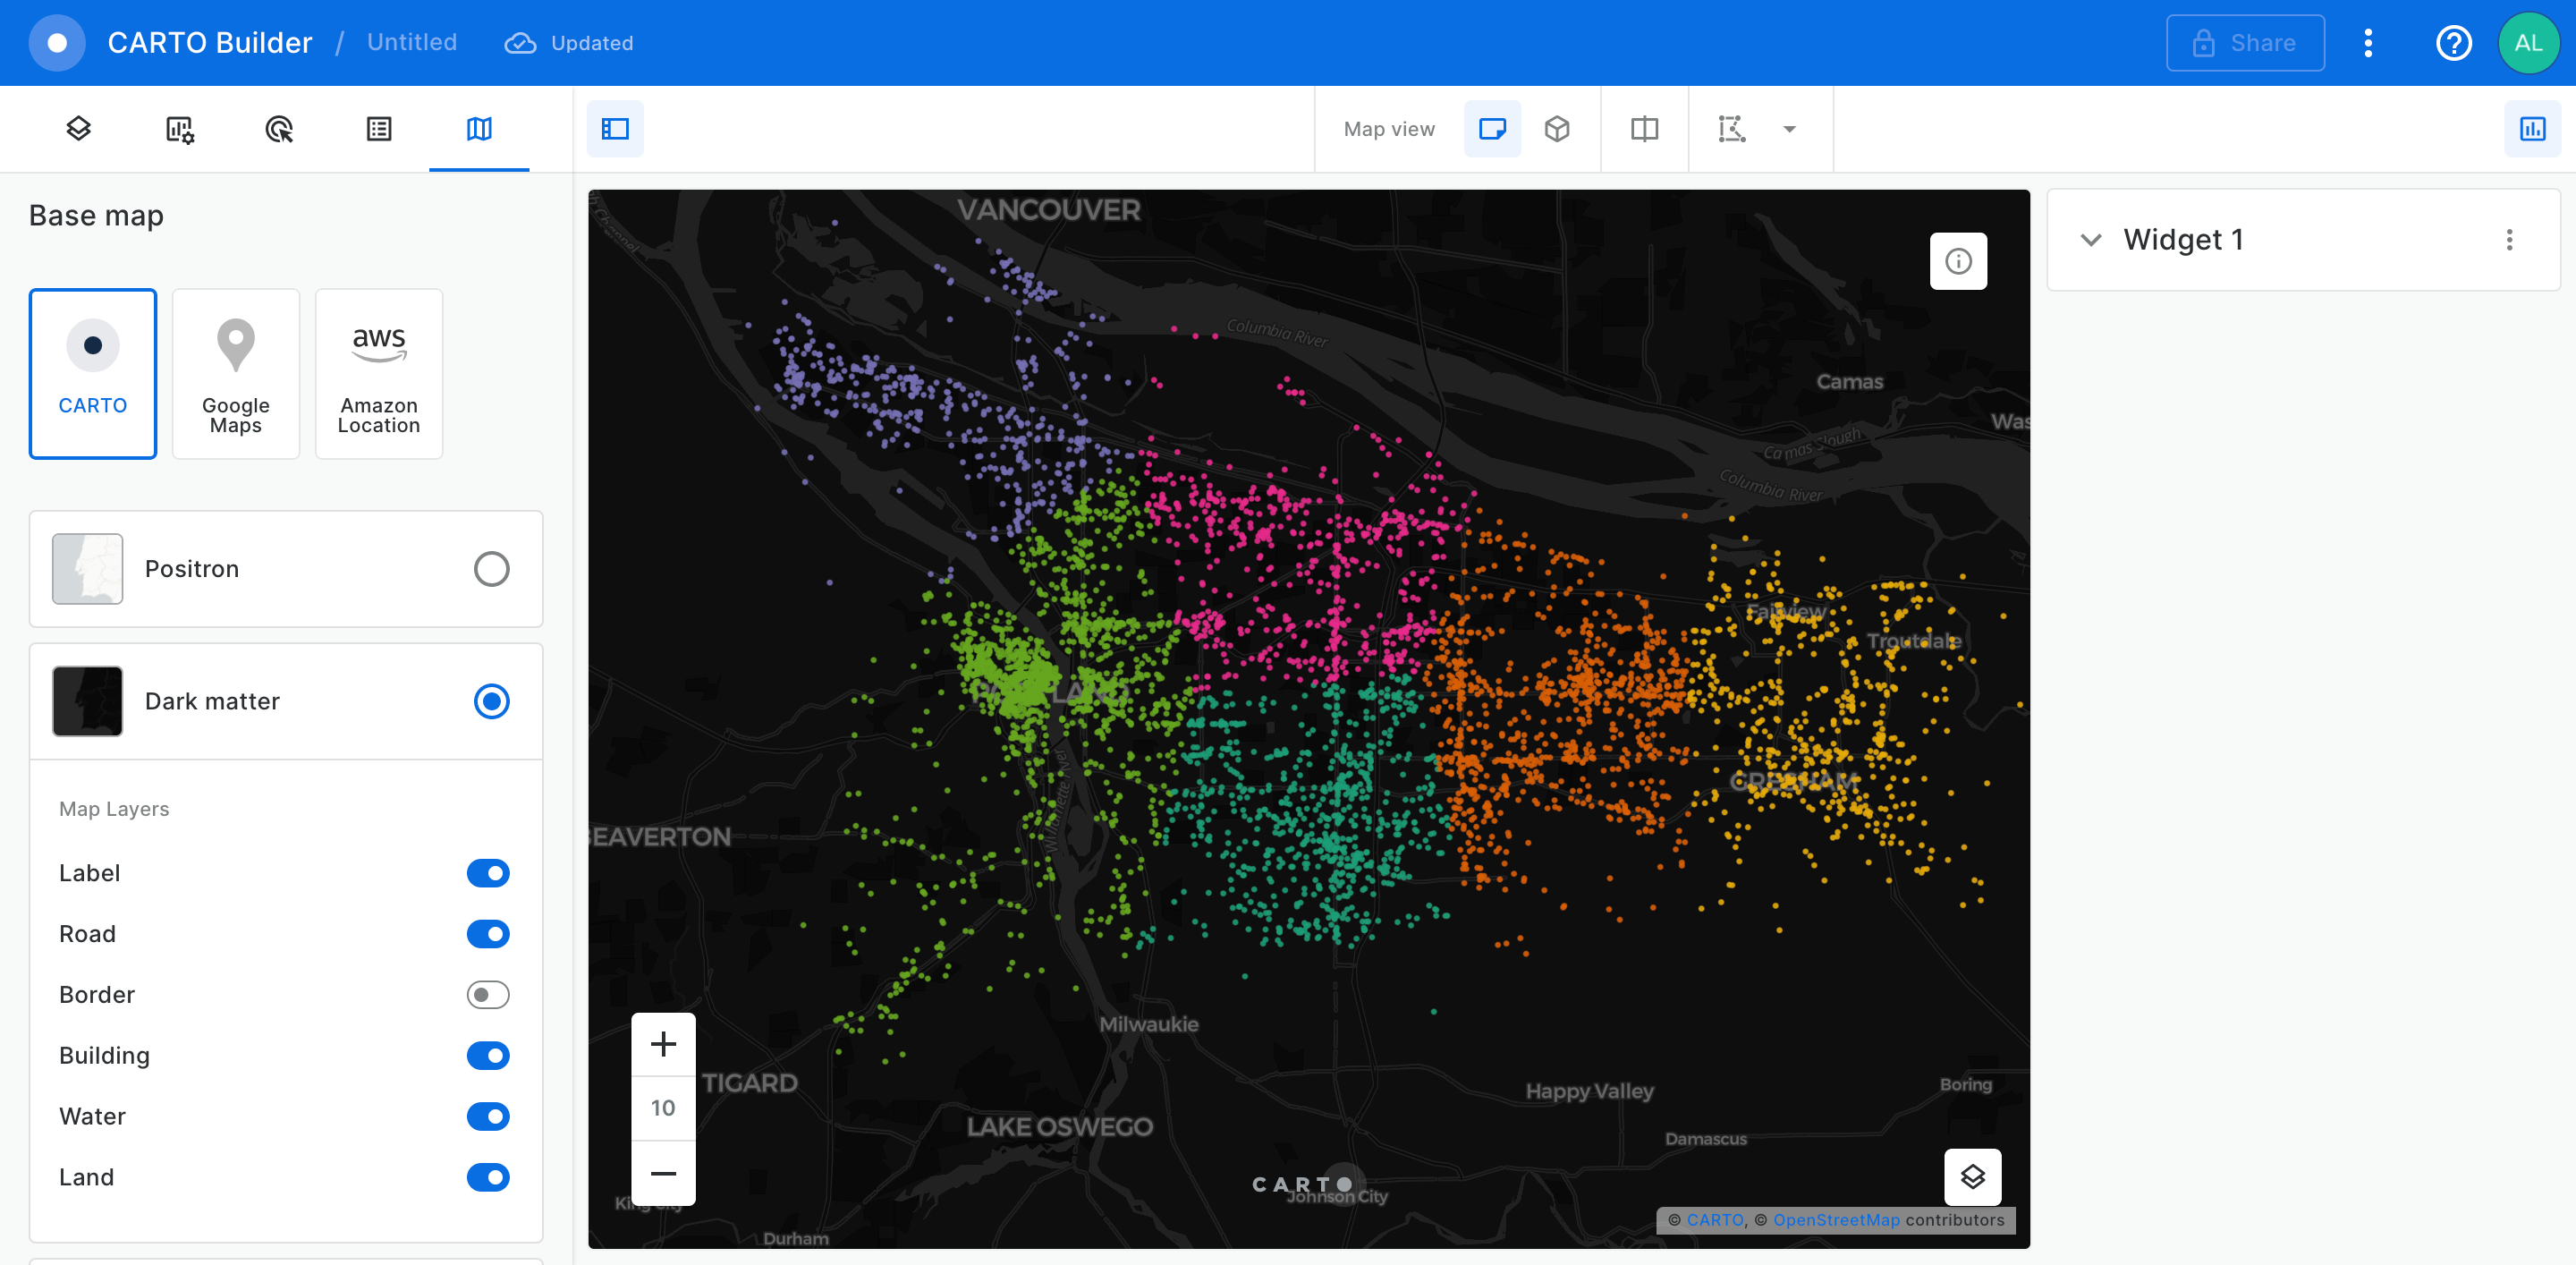 CARTO Builder / Untitled Updated Share AL
Map view
Base map
CARTO
Google
Maps
aws
Amazon
Location
Positron
Dark matter
Map Layers
Label
Road
Border
Building
Water
Land
VANCOUVER
Columbia River
Camas
Camas Slough
Columbia River
Fairview
Troutdale
PORTLAND
GRESHAM
Willamette River
BEAVERTON
Milwaukie
TIGARD
Happy Valley
Boring
LAKE OSWEGO
Damascus
King City
Johnson City
Durham
+
10
−
CARTO
© CARTO, © OpenStreetMap contributors
Widget 1